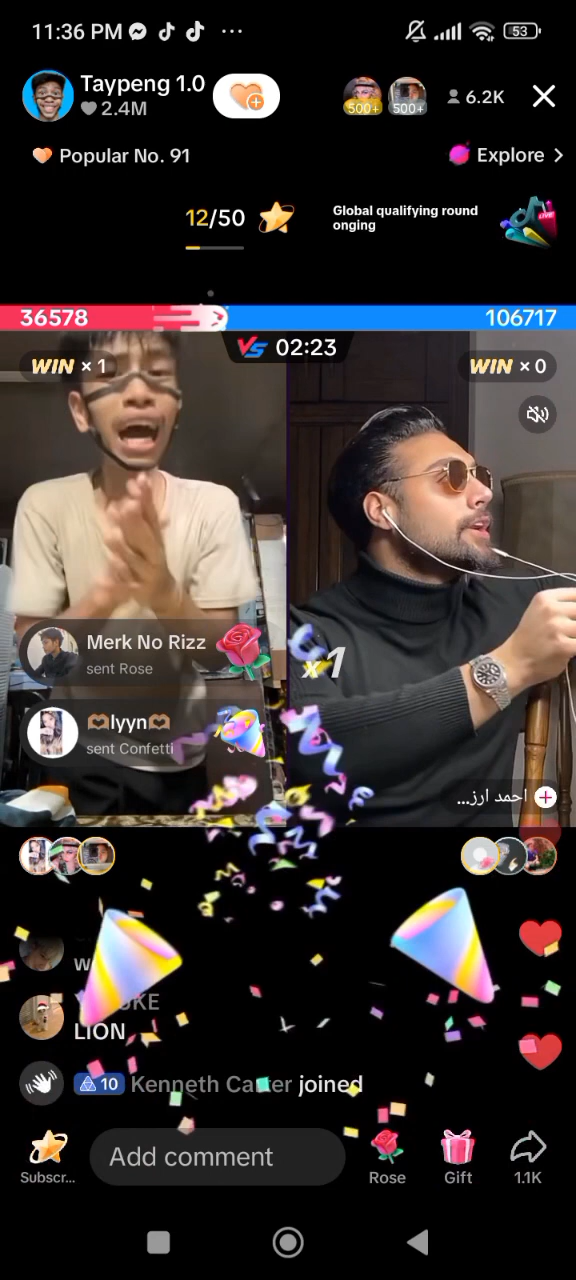 11:36 PM
53
Taypeng 1.0
2.4M
500+
500+
6.2K
Popular No. 91
Explore
12/50
Global qualifying round
onging
LIVE
36578
106717
WIN × 1
VS 02:23
WIN × 0
Merk No Rizz
sent Rose
x1
lyyn
sent Confetti
احمد ارز...
LION
10 Kenneth Carter joined
Subscr...
Add comment
Rose
Gift
1.1K